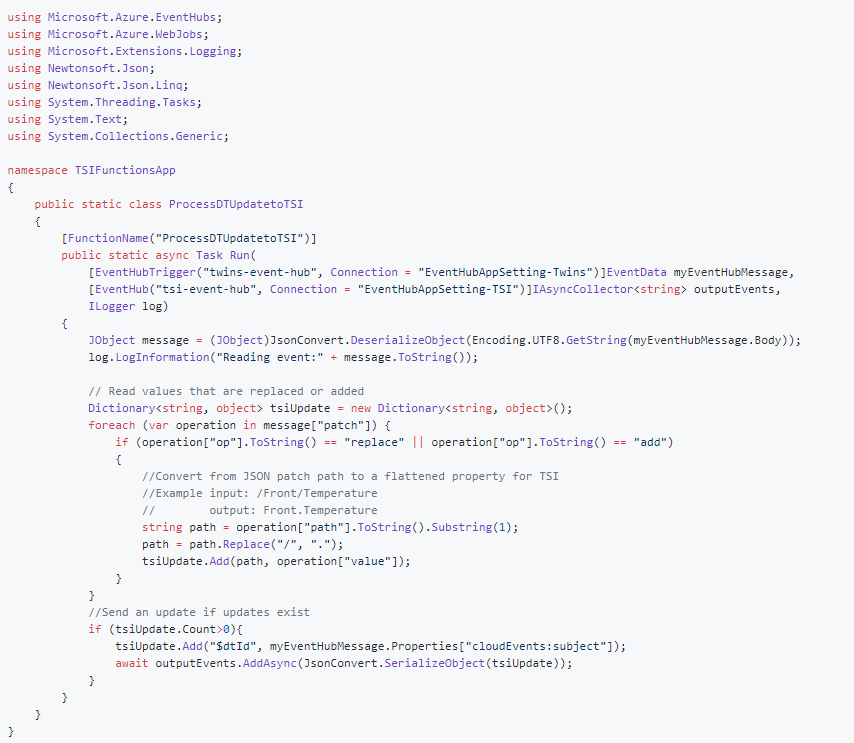 using Microsoft.Azure.EventHubs;
using Microsoft.Azure.WebJobs;
using Microsoft.Extensions.Logging;
using Newtonsoft.Json;
using Newtonsoft.Json.Linq;
using System.Threading.Tasks;
using System.Text;
using System.Collections.Generic;

namespace TSIFunctionsApp
{
    public static class ProcessDTUpdatetoTSI
    {
        [FunctionName("ProcessDTUpdatetoTSI")]
        public static async Task Run(
            [EventHubTrigger("twins-event-hub", Connection = "EventHubAppSetting-Twins")]EventData myEventHubMessage,
            [EventHub("tsi-event-hub", Connection = "EventHubAppSetting-TSI")]IAsyncCollector<string> outputEvents,
            ILogger log)
        {
            JObject message = (JObject)JsonConvert.DeserializeObject(Encoding.UTF8.GetString(myEventHubMessage.Body));
            log.LogInformation("Reading event:" + message.ToString());

            // Read values that are replaced or added
            Dictionary<string, object> tsiUpdate = new Dictionary<string, object>();
            foreach (var operation in message["patch"]) {
                if (operation["op"].ToString() == "replace" || operation["op"].ToString() == "add")
                {
                    //Convert from JSON patch path to a flattened property for TSI
                    //Example input: /Front/Temperature
                    //        output: Front.Temperature
                    string path = operation["path"].ToString().Substring(1);
                    path = path.Replace("/", ".");
                    tsiUpdate.Add(path, operation["value"]);
                }
            }
            //Send an update if updates exist
            if (tsiUpdate.Count>0){
                tsiUpdate.Add("$dtId", myEventHubMessage.Properties["cloudEvents:subject"]);
                await outputEvents.AddAsync(JsonConvert.SerializeObject(tsiUpdate));
            }
        }
    }
}